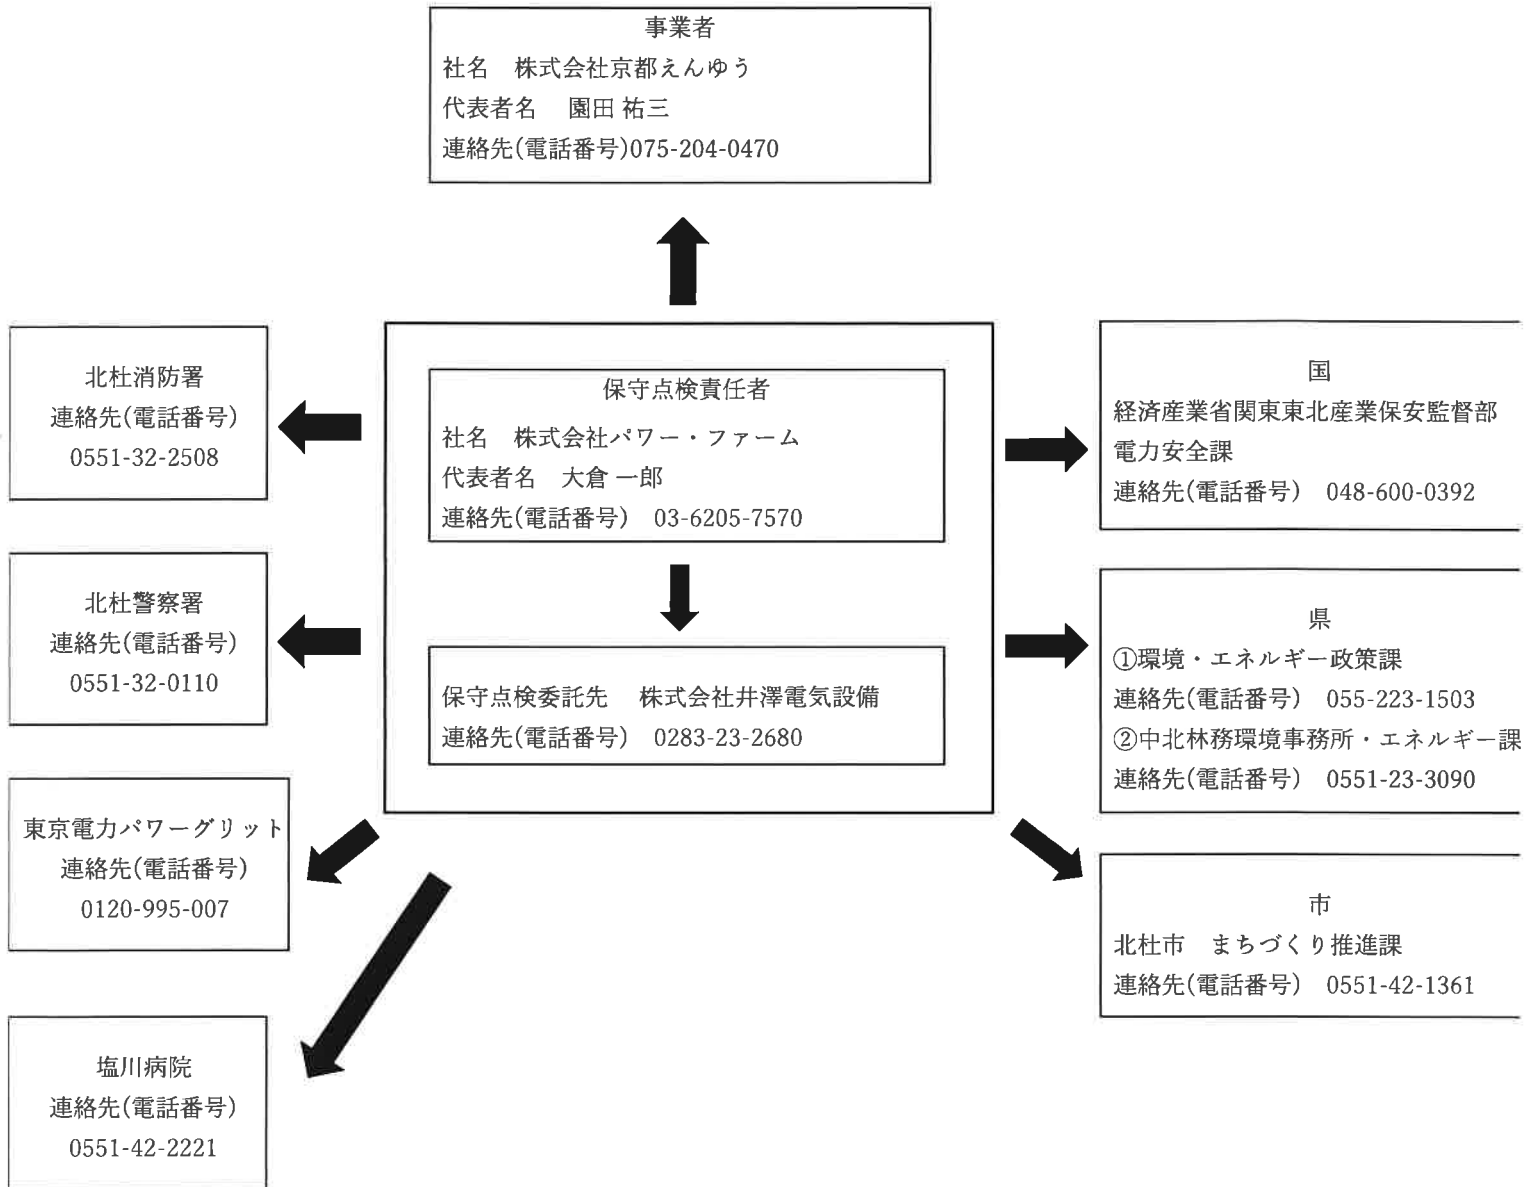 事業者
社名　株式会社京都えんゆう
代表者名　園田 祐三
連絡先(電話番号)075-204-0470
北杜消防署
連絡先(電話番号)
0551-32-2508
北杜警察署
連絡先(電話番号)
0551-32-0110
東京電力パワーグリット
連絡先(電話番号)
0120-995-007
塩川病院
連絡先(電話番号)
0551-42-2221
保守点検責任者
社名　株式会社パワー・ファーム
代表者名　大倉 一郎
連絡先(電話番号)　03-6205-7570
保守点検委託先　株式会社井澤電気設備
連絡先(電話番号)　0283-23-2680
国
経済産業省関東東北産業保安監督部
電力安全課
連絡先(電話番号)　048-600-0392
県
①環境・エネルギー政策課
連絡先(電話番号)　055-223-1503
②中北林務環境事務所・エネルギー課
連絡先(電話番号)　0551-23-3090
市
北杜市　まちづくり推進課
連絡先(電話番号)　0551-42-1361